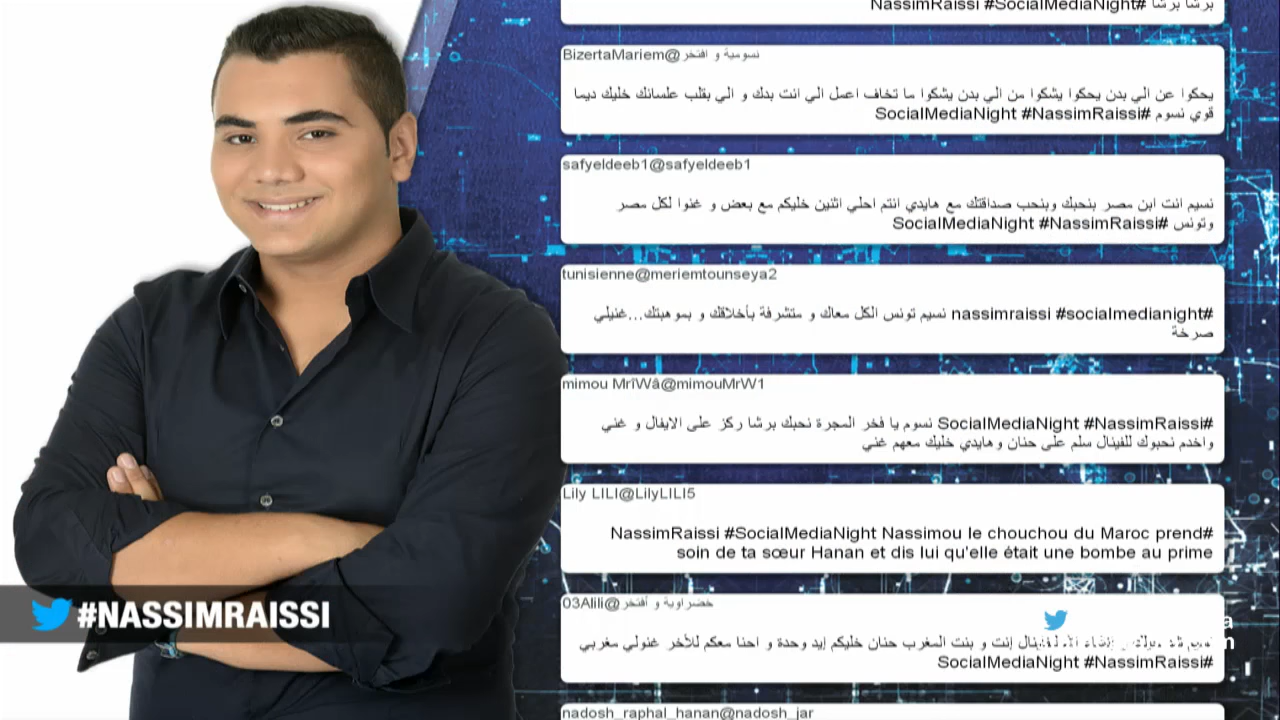 برشا برشا NassimRaissi #SocialMediaNight
نسومية و افتخر@BizertaMariem
يحكوا عن الي بدن يحكوا يشكوا من الي بدن يشكوا ما تخاف اعمل الي انت بدك و الي بقلب علسانك خليك ديما
قوي نسوم #SocialMediaNight #NassimRaissi
safyeldeeb1@safyeldeeb1
نسيم انت ابن مصر بنحبك وبنحب صداقتك مع هايدي انتم احلي اثنين خليكم مع بعض و غنوا لكل مصر
وتونس #SocialMediaNight #NassimRaissi
tunisienne@meriemtounseya2
#nassimraissi #socialmedianight نسيم تونس الكل معاك و متشرفة بأخلاقك و بموهبتك...غنيلي
صرخة
mimou MrîWâ@mimouMrW1
#SocialMediaNight #NassimRaissi نسوم يا فخر المجرة نحبك برشا ركز على الايفال و غني
واخدم نحبوك للفينال سلم على حنان وهايدي خليك معهم غني
Lily LILI@LilyLILI5
#NassimRaissi #SocialMediaNight Nassimou le chouchou du Maroc prend
soin de ta sœur Hanan et dis lui qu'elle était une bombe au prime
خضراوية و أفتخر@03Alili
إنت و بنت المغرب حنان خليكم إيد وحدة و احنا معكم للآخر غنولي مغربي
#SocialMediaNight #NassimRaissi
nadosh_raphal_hanan@nadosh_jar
#NASSIMRAISSI